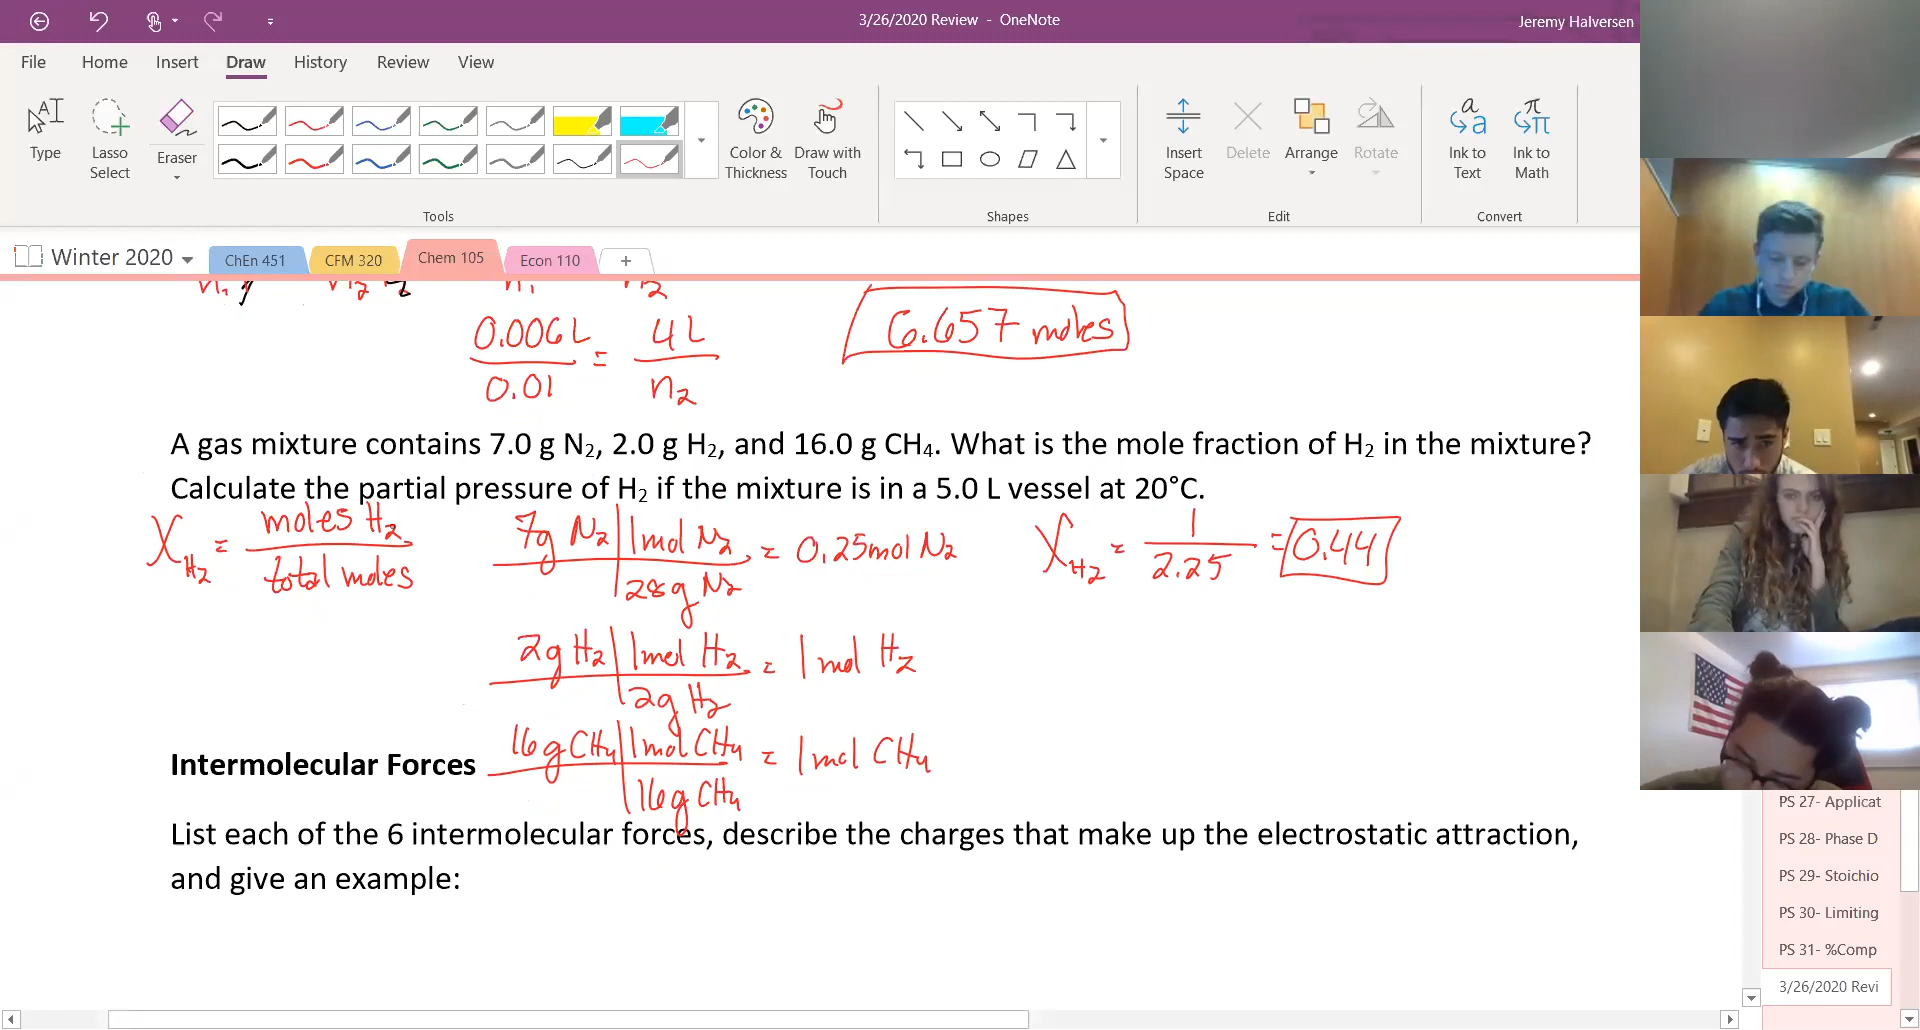 3/26/2020 Review - OneNote
Jeremy Halversen
File Home Insert Draw History Review View
Type
Lasso Select
Eraser
Color & Thickness
Draw with Touch
Insert Space
Delete
Arrange
Rotate
Ink to Text
Ink to Math
Tools
Shapes
Edit
Convert
Winter 2020
ChEn 451
CFM 320
Chem 105
Econ 110
+
0.006L / 0.01 = 4L / n₂
6.657 moles
A gas mixture contains 7.0 g N₂, 2.0 g H₂, and 16.0 g CH₄. What is the mole fraction of H₂ in the mixture?
Calculate the partial pressure of H₂ if the mixture is in a 5.0 L vessel at 20°C.
X H₂ = moles H₂ / total moles
7g N₂ | 1mol N₂ / 28g N₂ = 0.25mol N₂
X H₂ = 1 / 2.25 = 0.44
2g H₂ | 1mol H₂ / 2g H₂ = 1 mol H₂
16g CH₄ | 1mol CH₄ / 16g CH₄ = 1mol CH₄
Intermolecular Forces
List each of the 6 intermolecular forces, describe the charges that make up the electrostatic attraction,
and give an example:
PS 27- Applicat
PS 28- Phase D
PS 29- Stoichio
PS 30- Limiting
PS 31- %Comp
3/26/2020 Revi